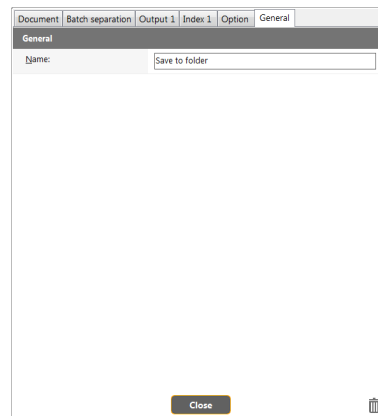 Document Batch separation Output 1 Index 1 Option General
General
Name: Save to folder
Close